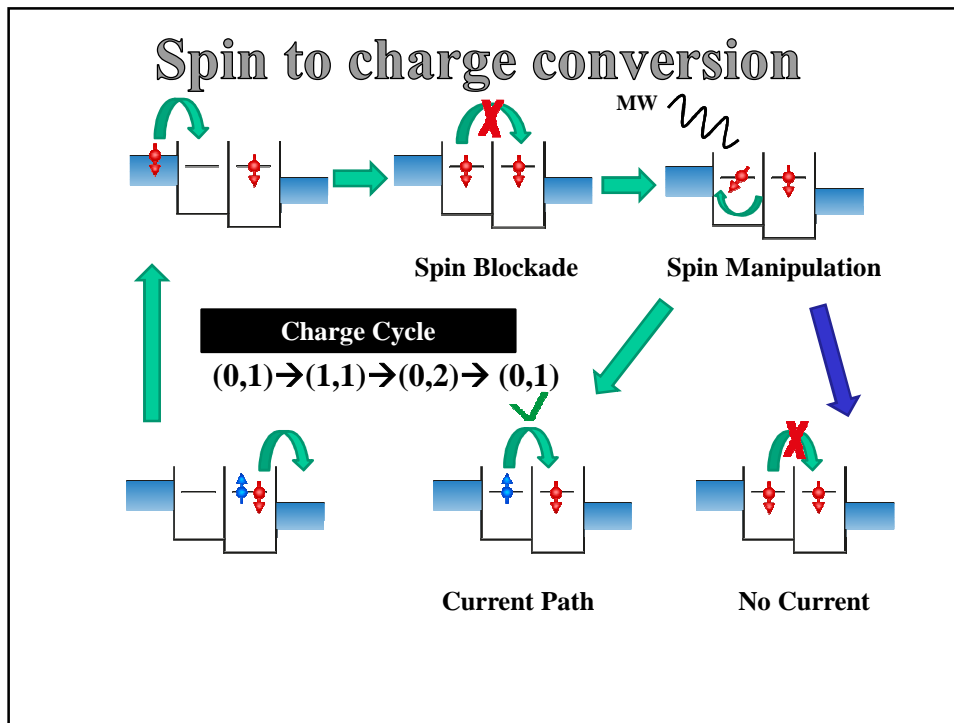 Spin to charge conversion
MW
Spin Blockade
Spin Manipulation
Charge Cycle
(0,1)→(1,1)→(0,2)→ (0,1)
Current Path
No Current